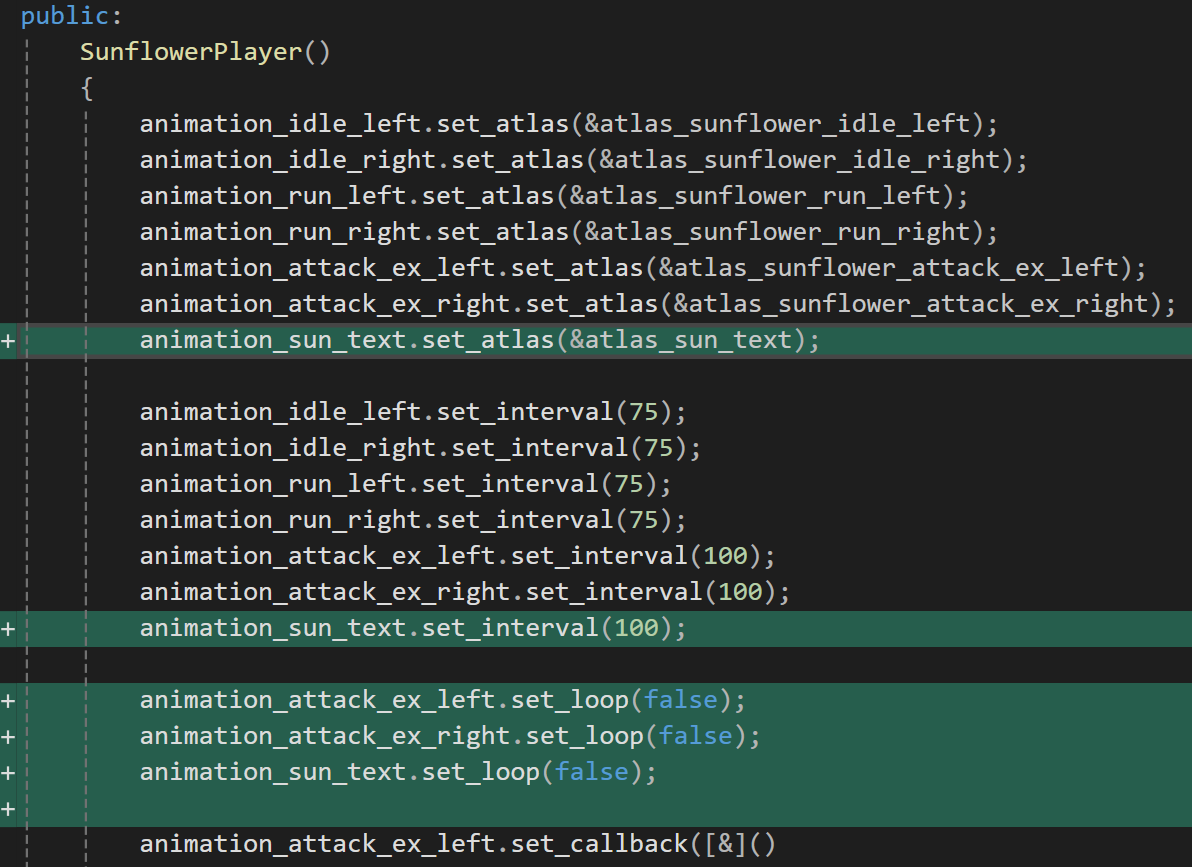 public:
SunflowerPlayer()
{
animation_idle_left.set_atlas(&atlas_sunflower_idle_left);
animation_idle_right.set_atlas(&atlas_sunflower_idle_right);
animation_run_left.set_atlas(&atlas_sunflower_run_left);
animation_run_right.set_atlas(&atlas_sunflower_run_right);
animation_attack_ex_left.set_atlas(&atlas_sunflower_attack_ex_left);
animation_attack_ex_right.set_atlas(&atlas_sunflower_attack_ex_right);
+ animation_sun_text.set_atlas(&atlas_sun_text);
animation_idle_left.set_interval(75);
animation_idle_right.set_interval(75);
animation_run_left.set_interval(75);
animation_run_right.set_interval(75);
animation_attack_ex_left.set_interval(100);
animation_attack_ex_right.set_interval(100);
+ animation_sun_text.set_interval(100);
+ animation_attack_ex_left.set_loop(false);
+ animation_attack_ex_right.set_loop(false);
+ animation_sun_text.set_loop(false);
+
animation_attack_ex_left.set_callback([&]()